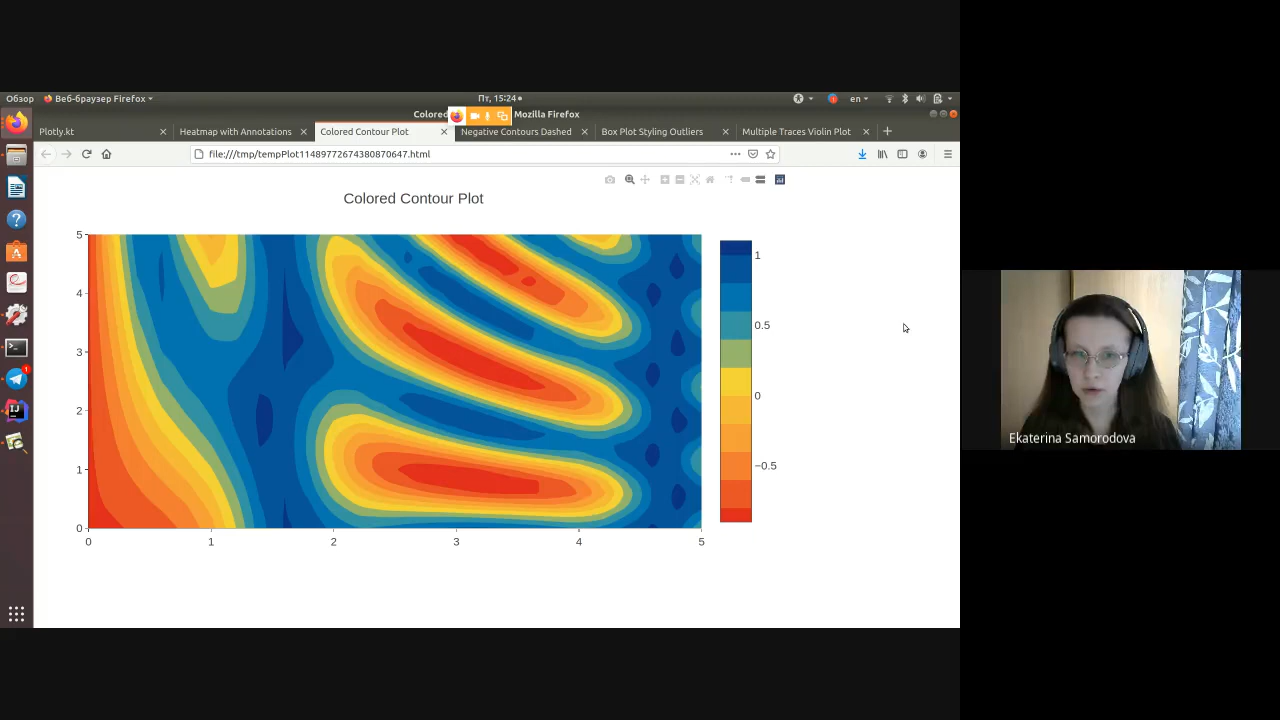 Обзор Веб-браузер Firefox Пт, 15:24 en
Colored Mozilla Firefox
Plotly.kt Heatmap with Annotations Colored Contour Plot Negative Contours Dashed Box Plot Styling Outliers Multiple Traces Violin Plot
file:///tmp/tempPlot11489772674380870647.html
Colored Contour Plot
5
4
3
2
1
0
0 1 2 3 4 5
1
0.5
0
−0.5
Ekaterina Samorodova